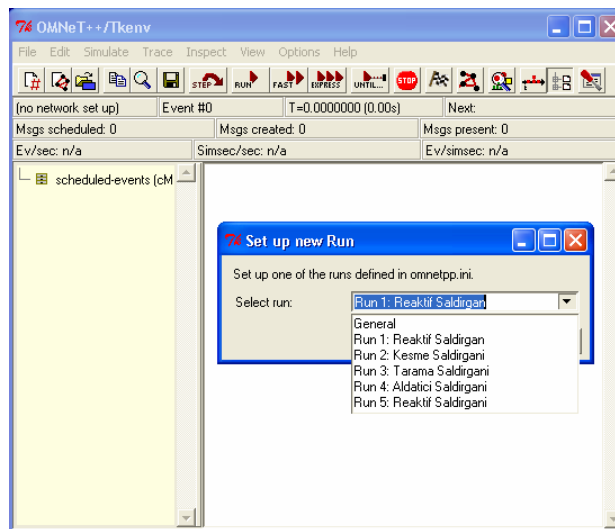 OMNeT++/Tkenv
File Edit Simulate Trace Inspect View Options Help
STEP RUN FAST EXPRESS UNTIL... STOP
(no network set up) Event #0 T=0.0000000 (0.00s) Next:
Msgs scheduled: 0 Msgs created: 0 Msgs present: 0
Ev/sec: n/a Simsec/sec: n/a Ev/simsec: n/a
scheduled-events (cM
Set up new Run
Set up one of the runs defined in omnetpp.ini.
Select run: Run 1: Reaktif Saldirgan
General
Run 1: Reaktif Saldirgan
Run 2: Kesme Saldirgani
Run 3: Tarama Saldirgani
Run 4: Aldatici Saldirgani
Run 5: Reaktif Saldirgani